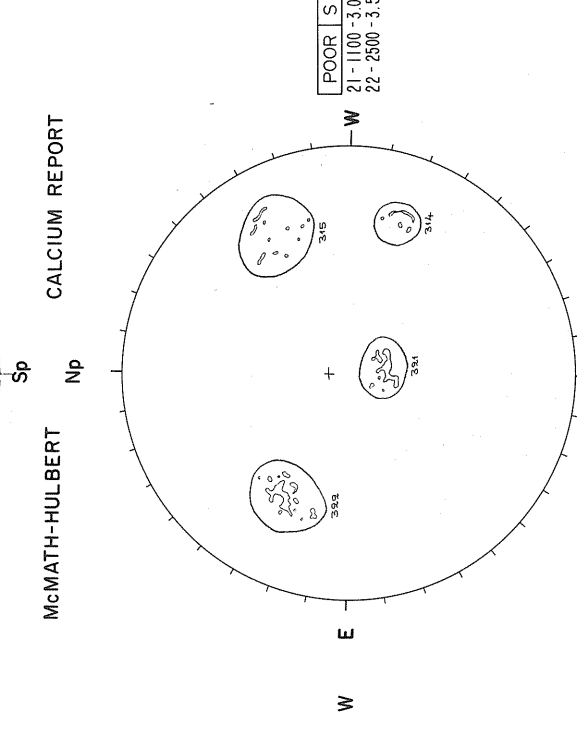 Sp
McMATH-HULBERT CALCIUM REPORT
Np
POOR S
21-1100-3.0
22-2500-3.5
W
315
314
321
322
E
W